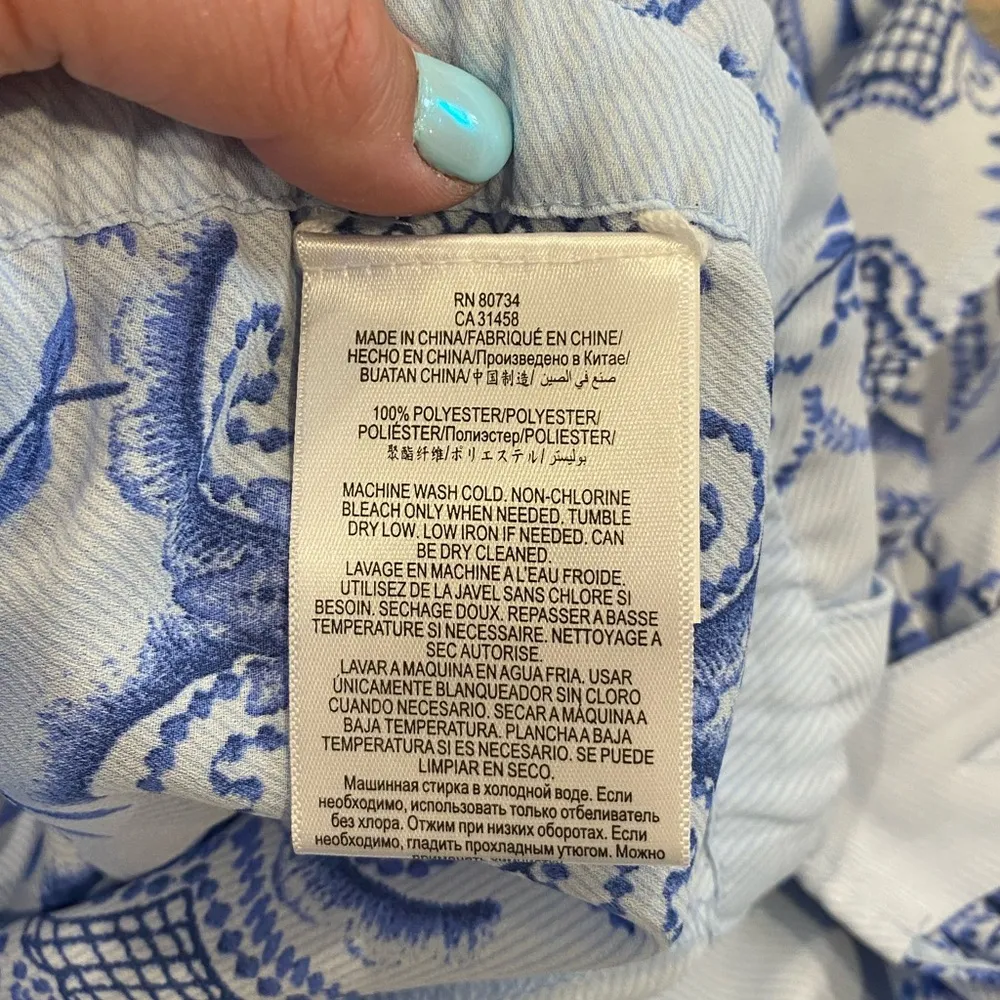 RN 80734
CA 31458
MADE IN CHINA/FABRIQUÉ EN CHINE/
HECHO EN CHINA/Произведено в Китае/
BUATAN CHINA/中国制造/ صنع في الصين
100% POLYESTER/POLYESTER/
POLIÉSTER/Полиэстер/POLIESTER/
聚酯纤维/ポリエステル/ بوليستر
MACHINE WASH COLD. NON-CHLORINE
BLEACH ONLY WHEN NEEDED. TUMBLE
DRY LOW. LOW IRON IF NEEDED. CAN
BE DRY CLEANED.
LAVAGE EN MACHINE A L'EAU FROIDE.
UTILISEZ DE LA JAVEL SANS CHLORE SI
BESOIN. SECHAGE DOUX. REPASSER A BASSE
TEMPERATURE SI NECESSAIRE. NETTOYAGE A
SEC AUTORISE.
LAVAR A MAQUINA EN AGUA FRIA. USAR
ÚNICAMENTE BLANQUEADOR SIN CLORO
CUANDO NECESARIO. SECAR A MÁQUINA A
BAJA TEMPERATURA. PLANCHA A BAJA
TEMPERATURA SI ES NECESARIO. SE PUEDE
LIMPIAR EN SECO.
Машинная стирка в холодной воде. Если
необходимо, использовать только отбеливатель
без хлора. Отжим при низких оборотах. Если
необходимо, гладить прохладным утюгом. Можно